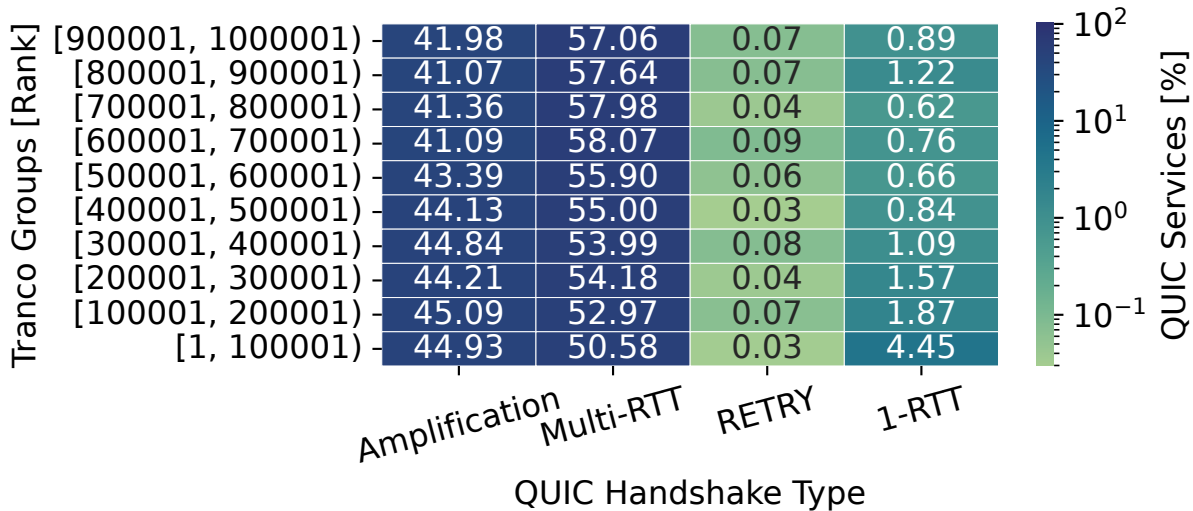 Tranco Groups [Rank]
[900001, 1000001) 41.98 57.06 0.07 0.89
[800001, 900001) 41.07 57.64 0.07 1.22
[700001, 800001) 41.36 57.98 0.04 0.62
[600001, 700001) 41.09 58.07 0.09 0.76
[500001, 600001) 43.39 55.90 0.06 0.66
[400001, 500001) 44.13 55.00 0.03 0.84
[300001, 400001) 44.84 53.99 0.08 1.09
[200001, 300001) 44.21 54.18 0.04 1.57
[100001, 200001) 45.09 52.97 0.07 1.87
[1, 100001) 44.93 50.58 0.03 4.45
Amplification Multi-RTT RETRY 1-RTT
QUIC Handshake Type
10²
10¹
10⁰
10⁻¹
QUIC Services [%]